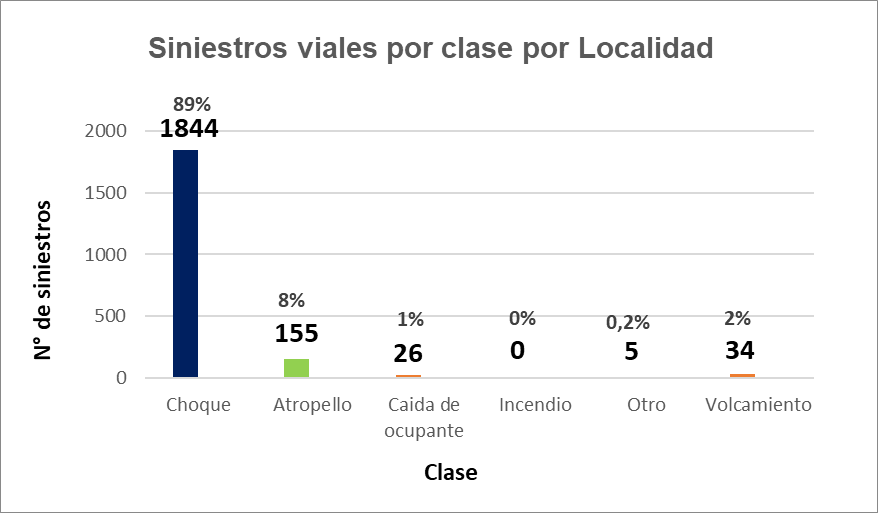 Siniestros viales por clase por Localidad
N° de siniestros
2000
1500
1000
500
0
89%
1844
8%
155
1%
26
0%
0
0,2%
5
2%
34
Choque
Atropello
Caida de
ocupante
Incendio
Otro
Volcamiento
Clase